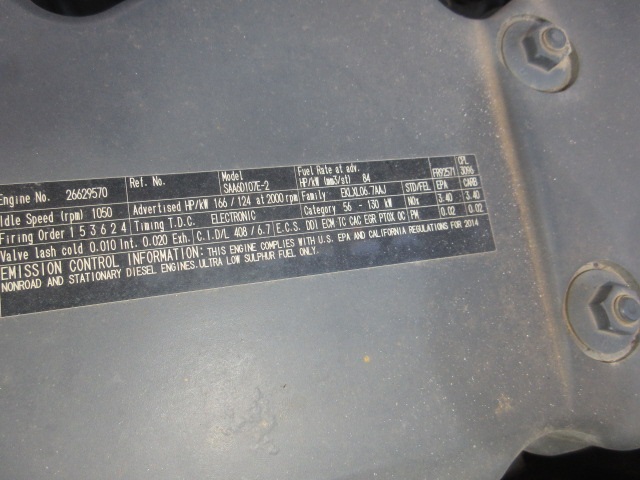 Engine No. 26629570 Ref. No. Model SAA6D107E-2 Fuel Rate at adv. HP/kW (mm3/st) 84 FR92571 CPL 3096
Idle Speed (rpm) 1050 Advertised HP/kW 166 / 124 at 2000 rpm Family EKLXL06.7AAJ STD/FEL EPA CARB
Firing Order 1 5 3 6 2 4 Timing T.D.C. ELECTRONIC Category 56 - 130 kW NOx 3.40 3.40
Valve lash cold 0.010 Int. 0.020 Exh. C.I.D/L 408 / 6.7 E.C.S. DDI ECM TC CAC EGR PTOX OC PM 0.02 0.02
EMISSION CONTROL INFORMATION: THIS ENGINE COMPLIES WITH U.S. EPA AND CALIFORNIA REGULATIONS FOR 2014
NONROAD AND STATIONARY DIESEL ENGINES. ULTRA LOW SULPHUR FUEL ONLY.